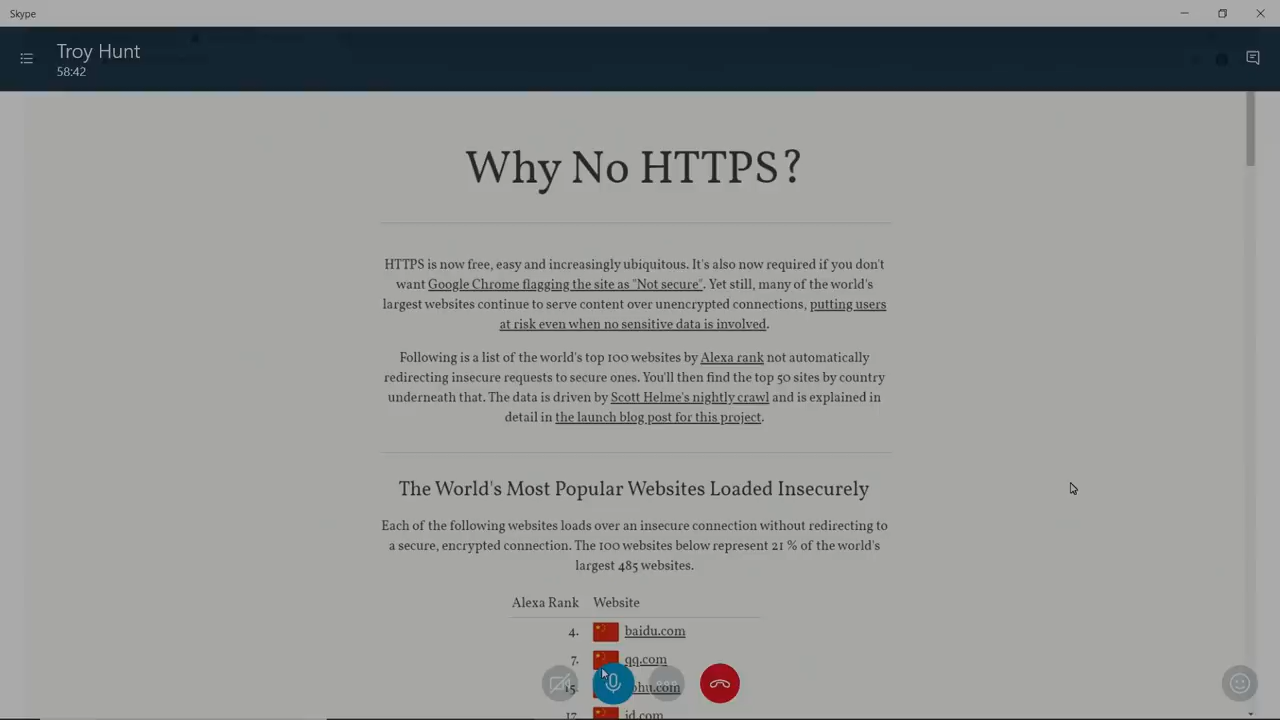 Skype
Troy Hunt
58:42
Why No HTTPS?
HTTPS is now free, easy and increasingly ubiquitous. It's also now required if you don't
want Google Chrome flagging the site as "Not secure". Yet still, many of the world's
largest websites continue to serve content over unencrypted connections, putting users
at risk even when no sensitive data is involved.
Following is a list of the world's top 100 websites by Alexa rank not automatically
redirecting insecure requests to secure ones. You'll then find the top 50 sites by country
underneath that. The data is driven by Scott Helme's nightly crawl and is explained in
detail in the launch blog post for this project.
The World's Most Popular Websites Loaded Insecurely
Each of the following websites loads over an insecure connection without redirecting to
a secure, encrypted connection. The 100 websites below represent 21 % of the world's
largest 485 websites.
Alexa Rank Website
4. baidu.com
7. qq.com
15.
17. jd.com